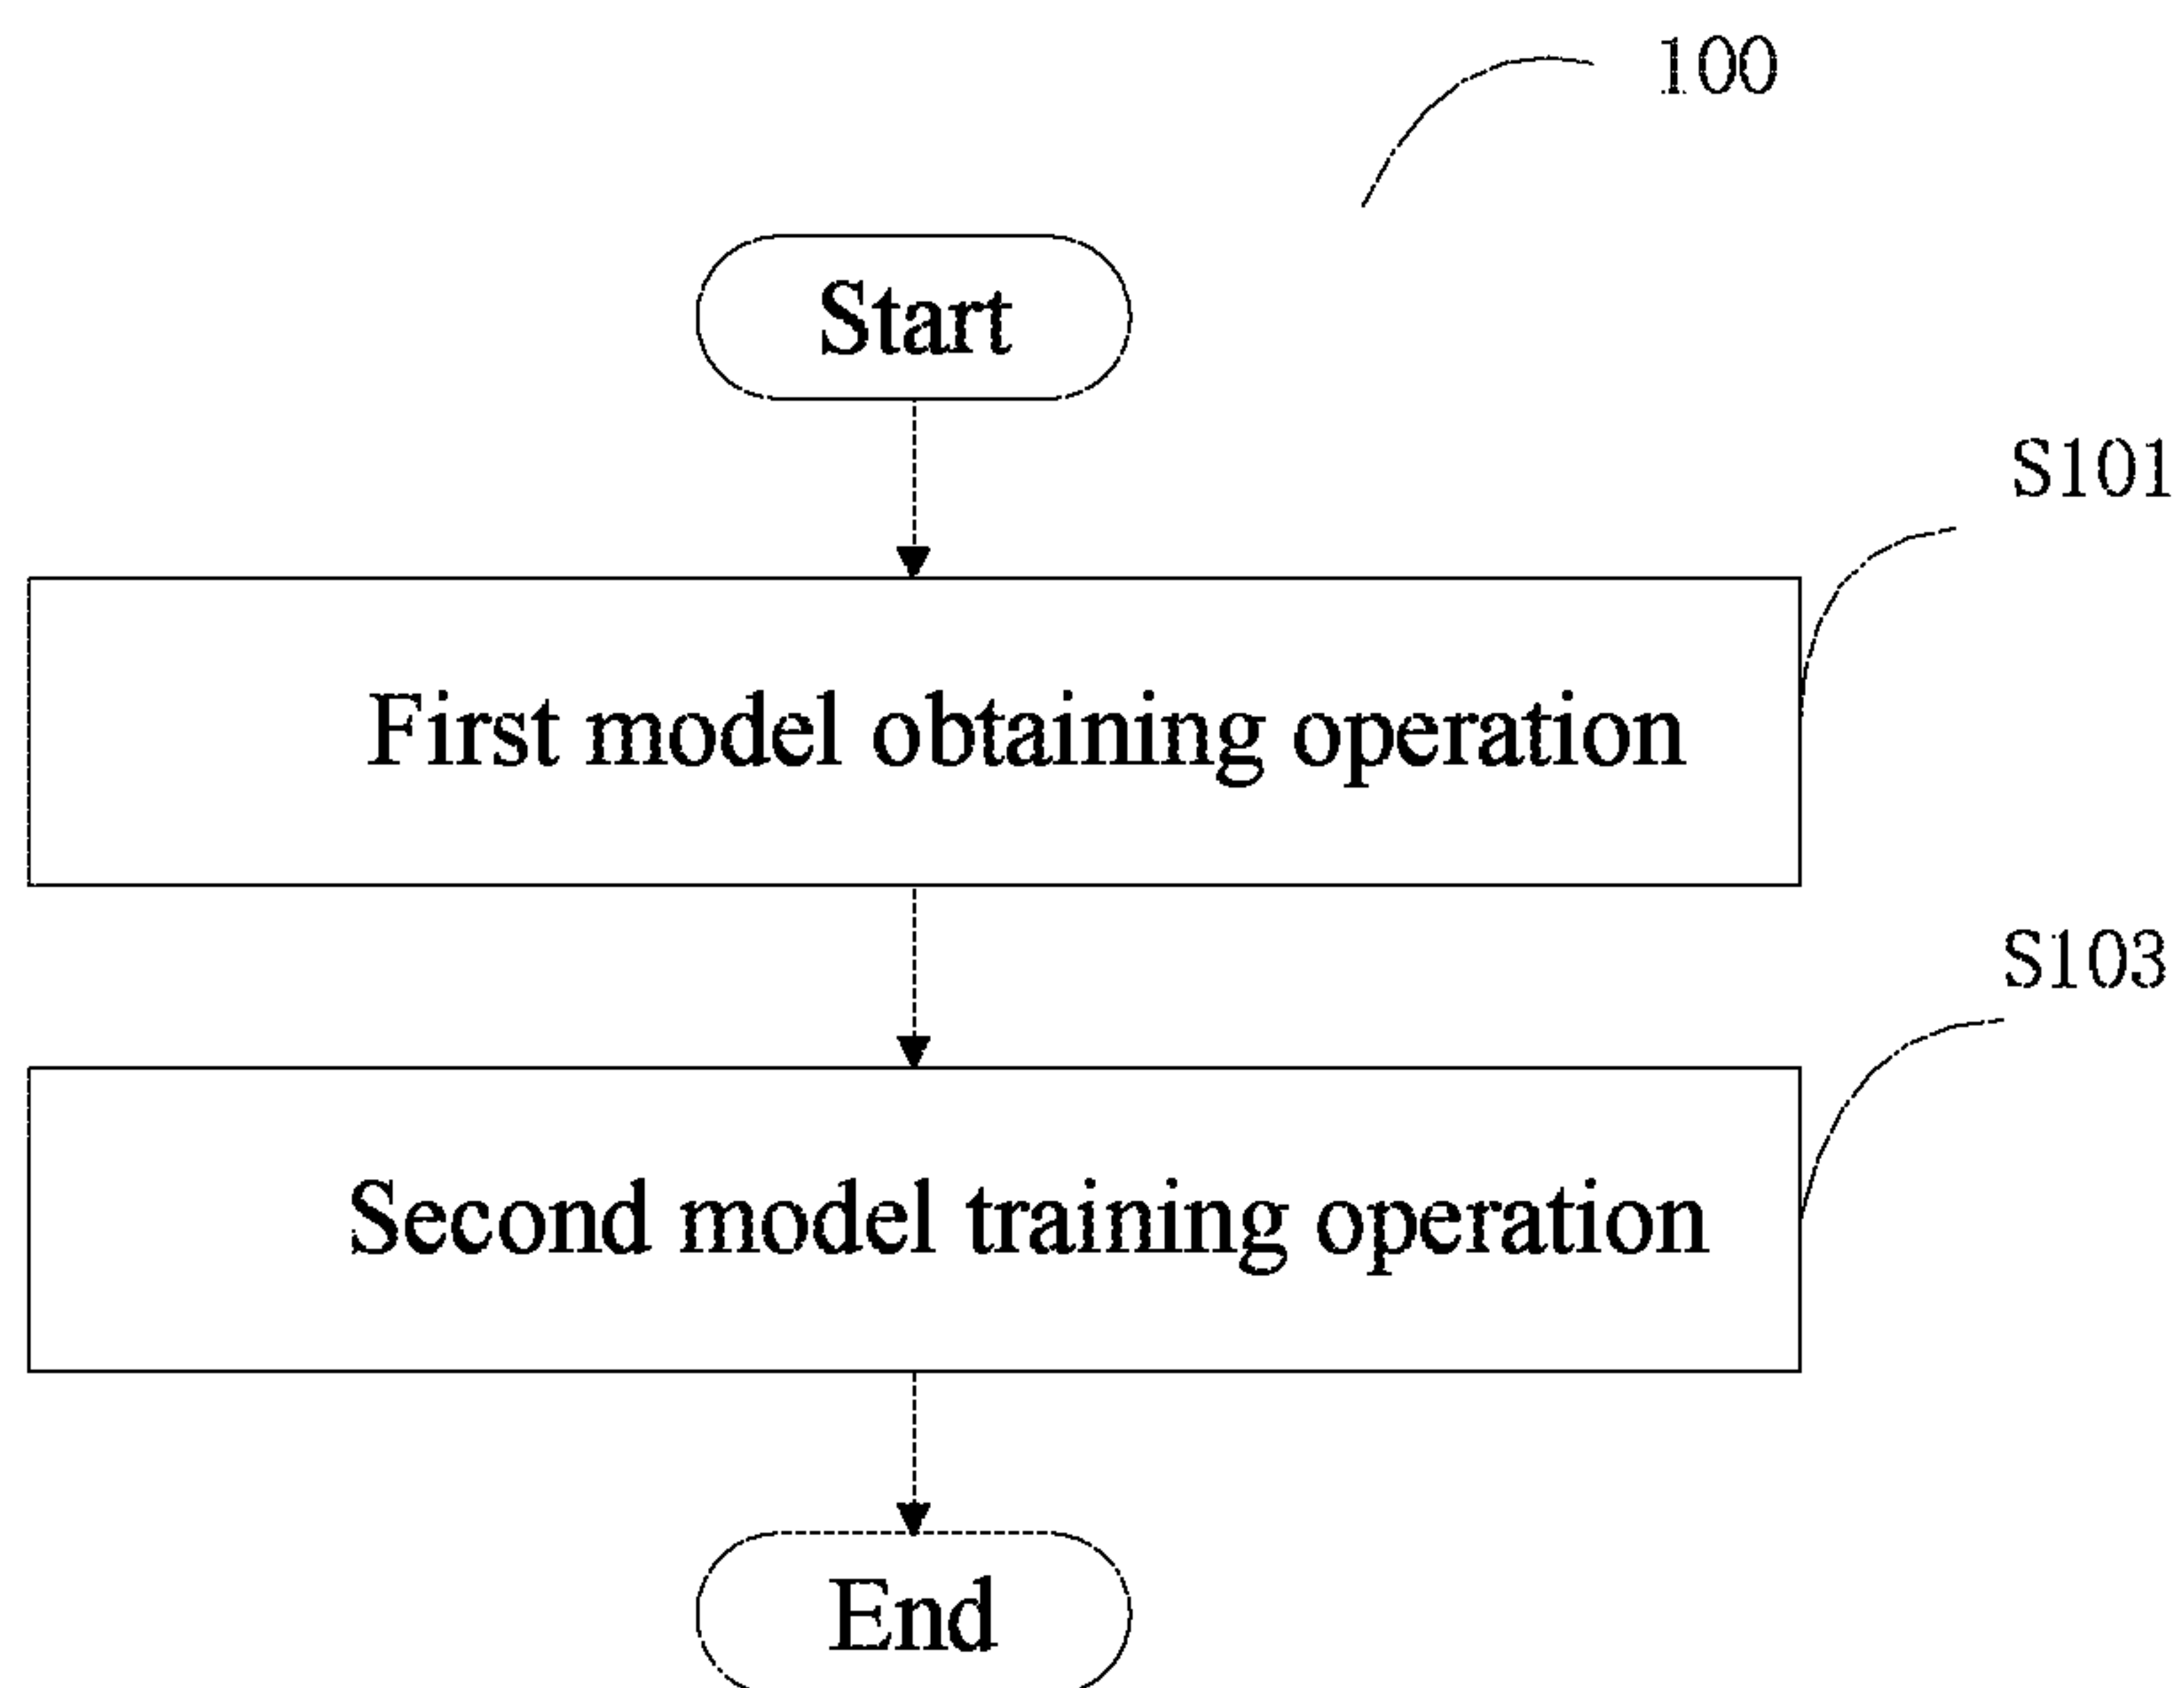 100
Start
S101
First model obtaining operation
S103
Second model training operation
End